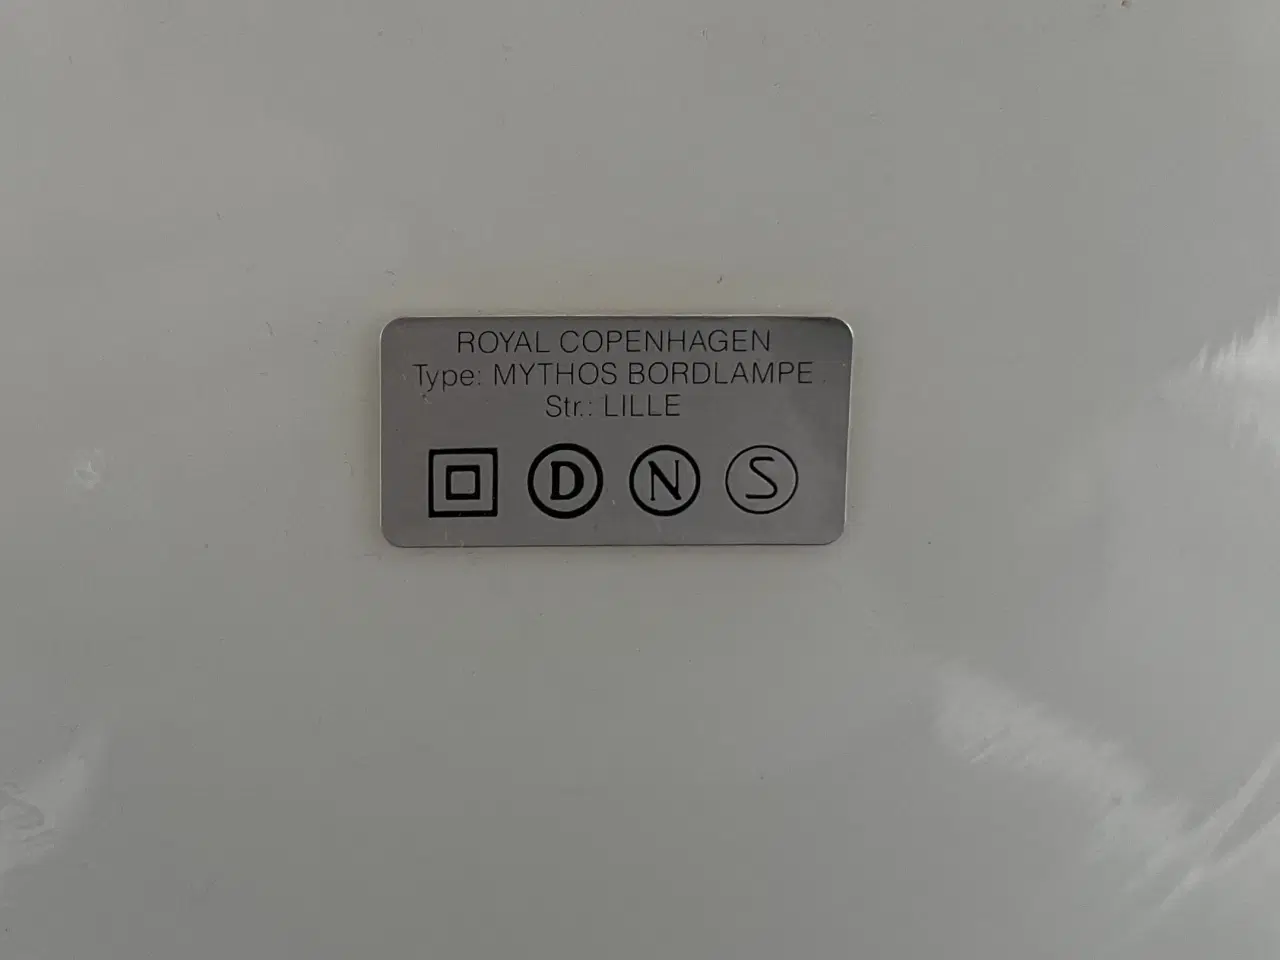 ROYAL COPENHAGEN
Type: MYTHOS BORDLAMPE
Str.: LILLE
D N S